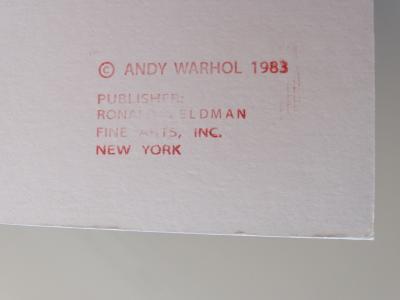 © ANDY WARHOL 1983
PUBLISHER:
RONALD FELDMAN
FINE ARTS, INC.
NEW YORK